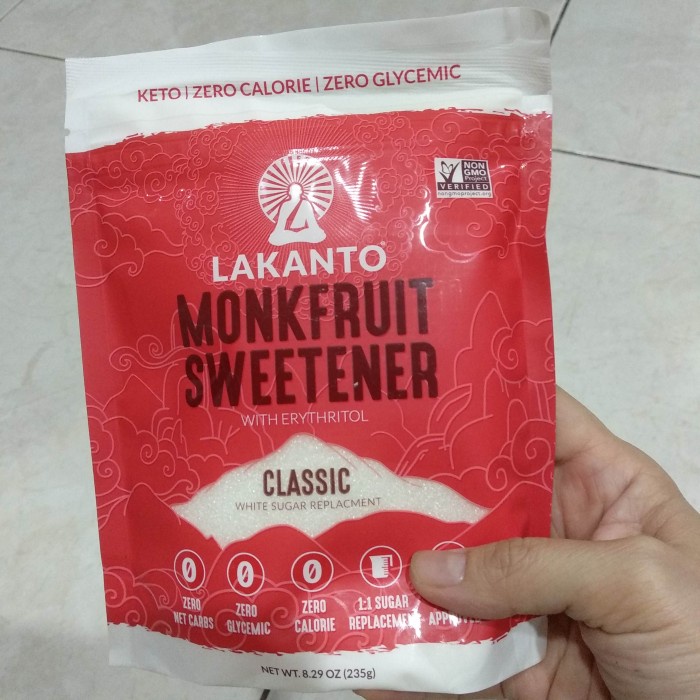 KETO | ZERO CALORIE | ZERO GLYCEMIC
NON
GMO
Project
VERIFIED
nongmoproject.org
LAKANTO®
MONKFRUIT
SWEETENER
WITH ERYTHRITOL
CLASSIC
WHITE SUGAR REPLACMENT
0
ZERO
NET CARBS
0
ZERO
GLYCEMIC
0
ZERO
CALORIE
1:1 SUGAR
REPLACEMENT
NET WT. 8.29 OZ (235g)